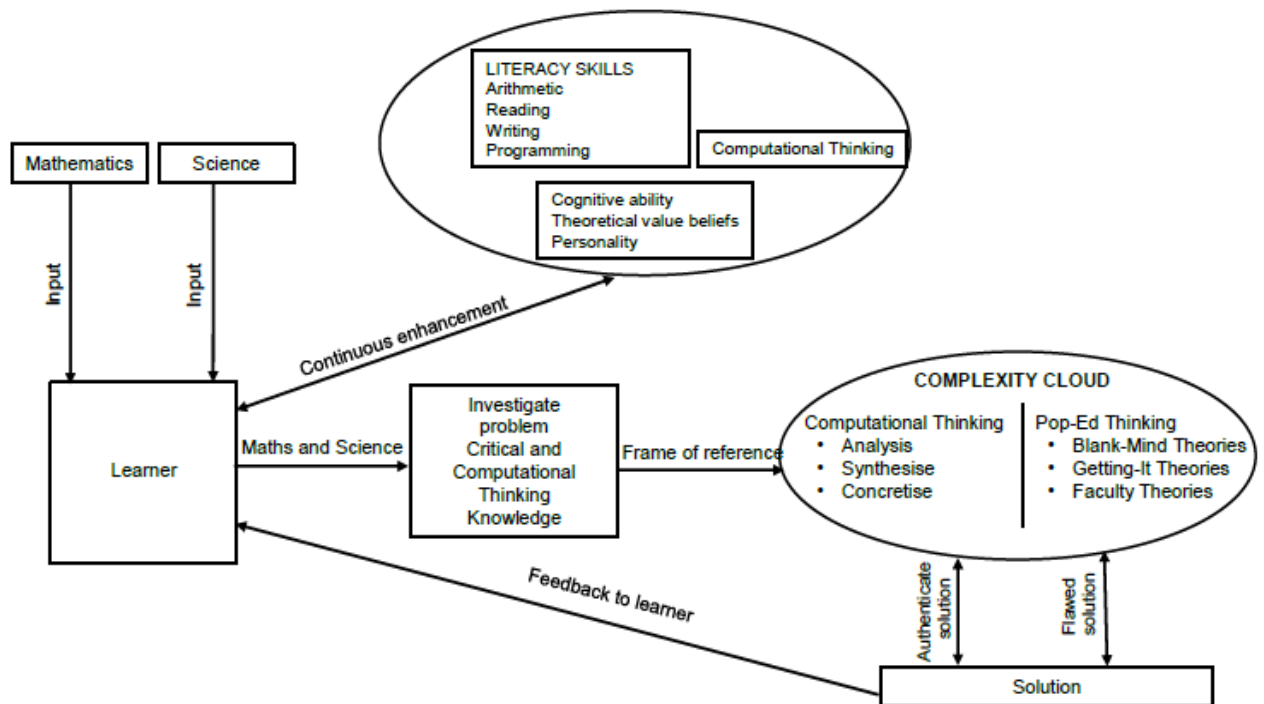 LITERACY SKILLS
Arithmetic
Reading
Writing
Programming
Computational Thinking
Cognitive ability
Theoretical value beliefs
Personality
Mathematics
Science
Input
Input
Continuous enhancement
Learner
Maths and Science
Investigate
problem
Critical and
Computational
Thinking
Knowledge
Frame of reference
COMPLEXITY CLOUD
Computational Thinking
• Analysis
• Synthesise
• Concretise
Pop-Ed Thinking
• Blank-Mind Theories
• Getting-It Theories
• Faculty Theories
Feedback to learner
Authenticate
solution
Flawed
solution
Solution